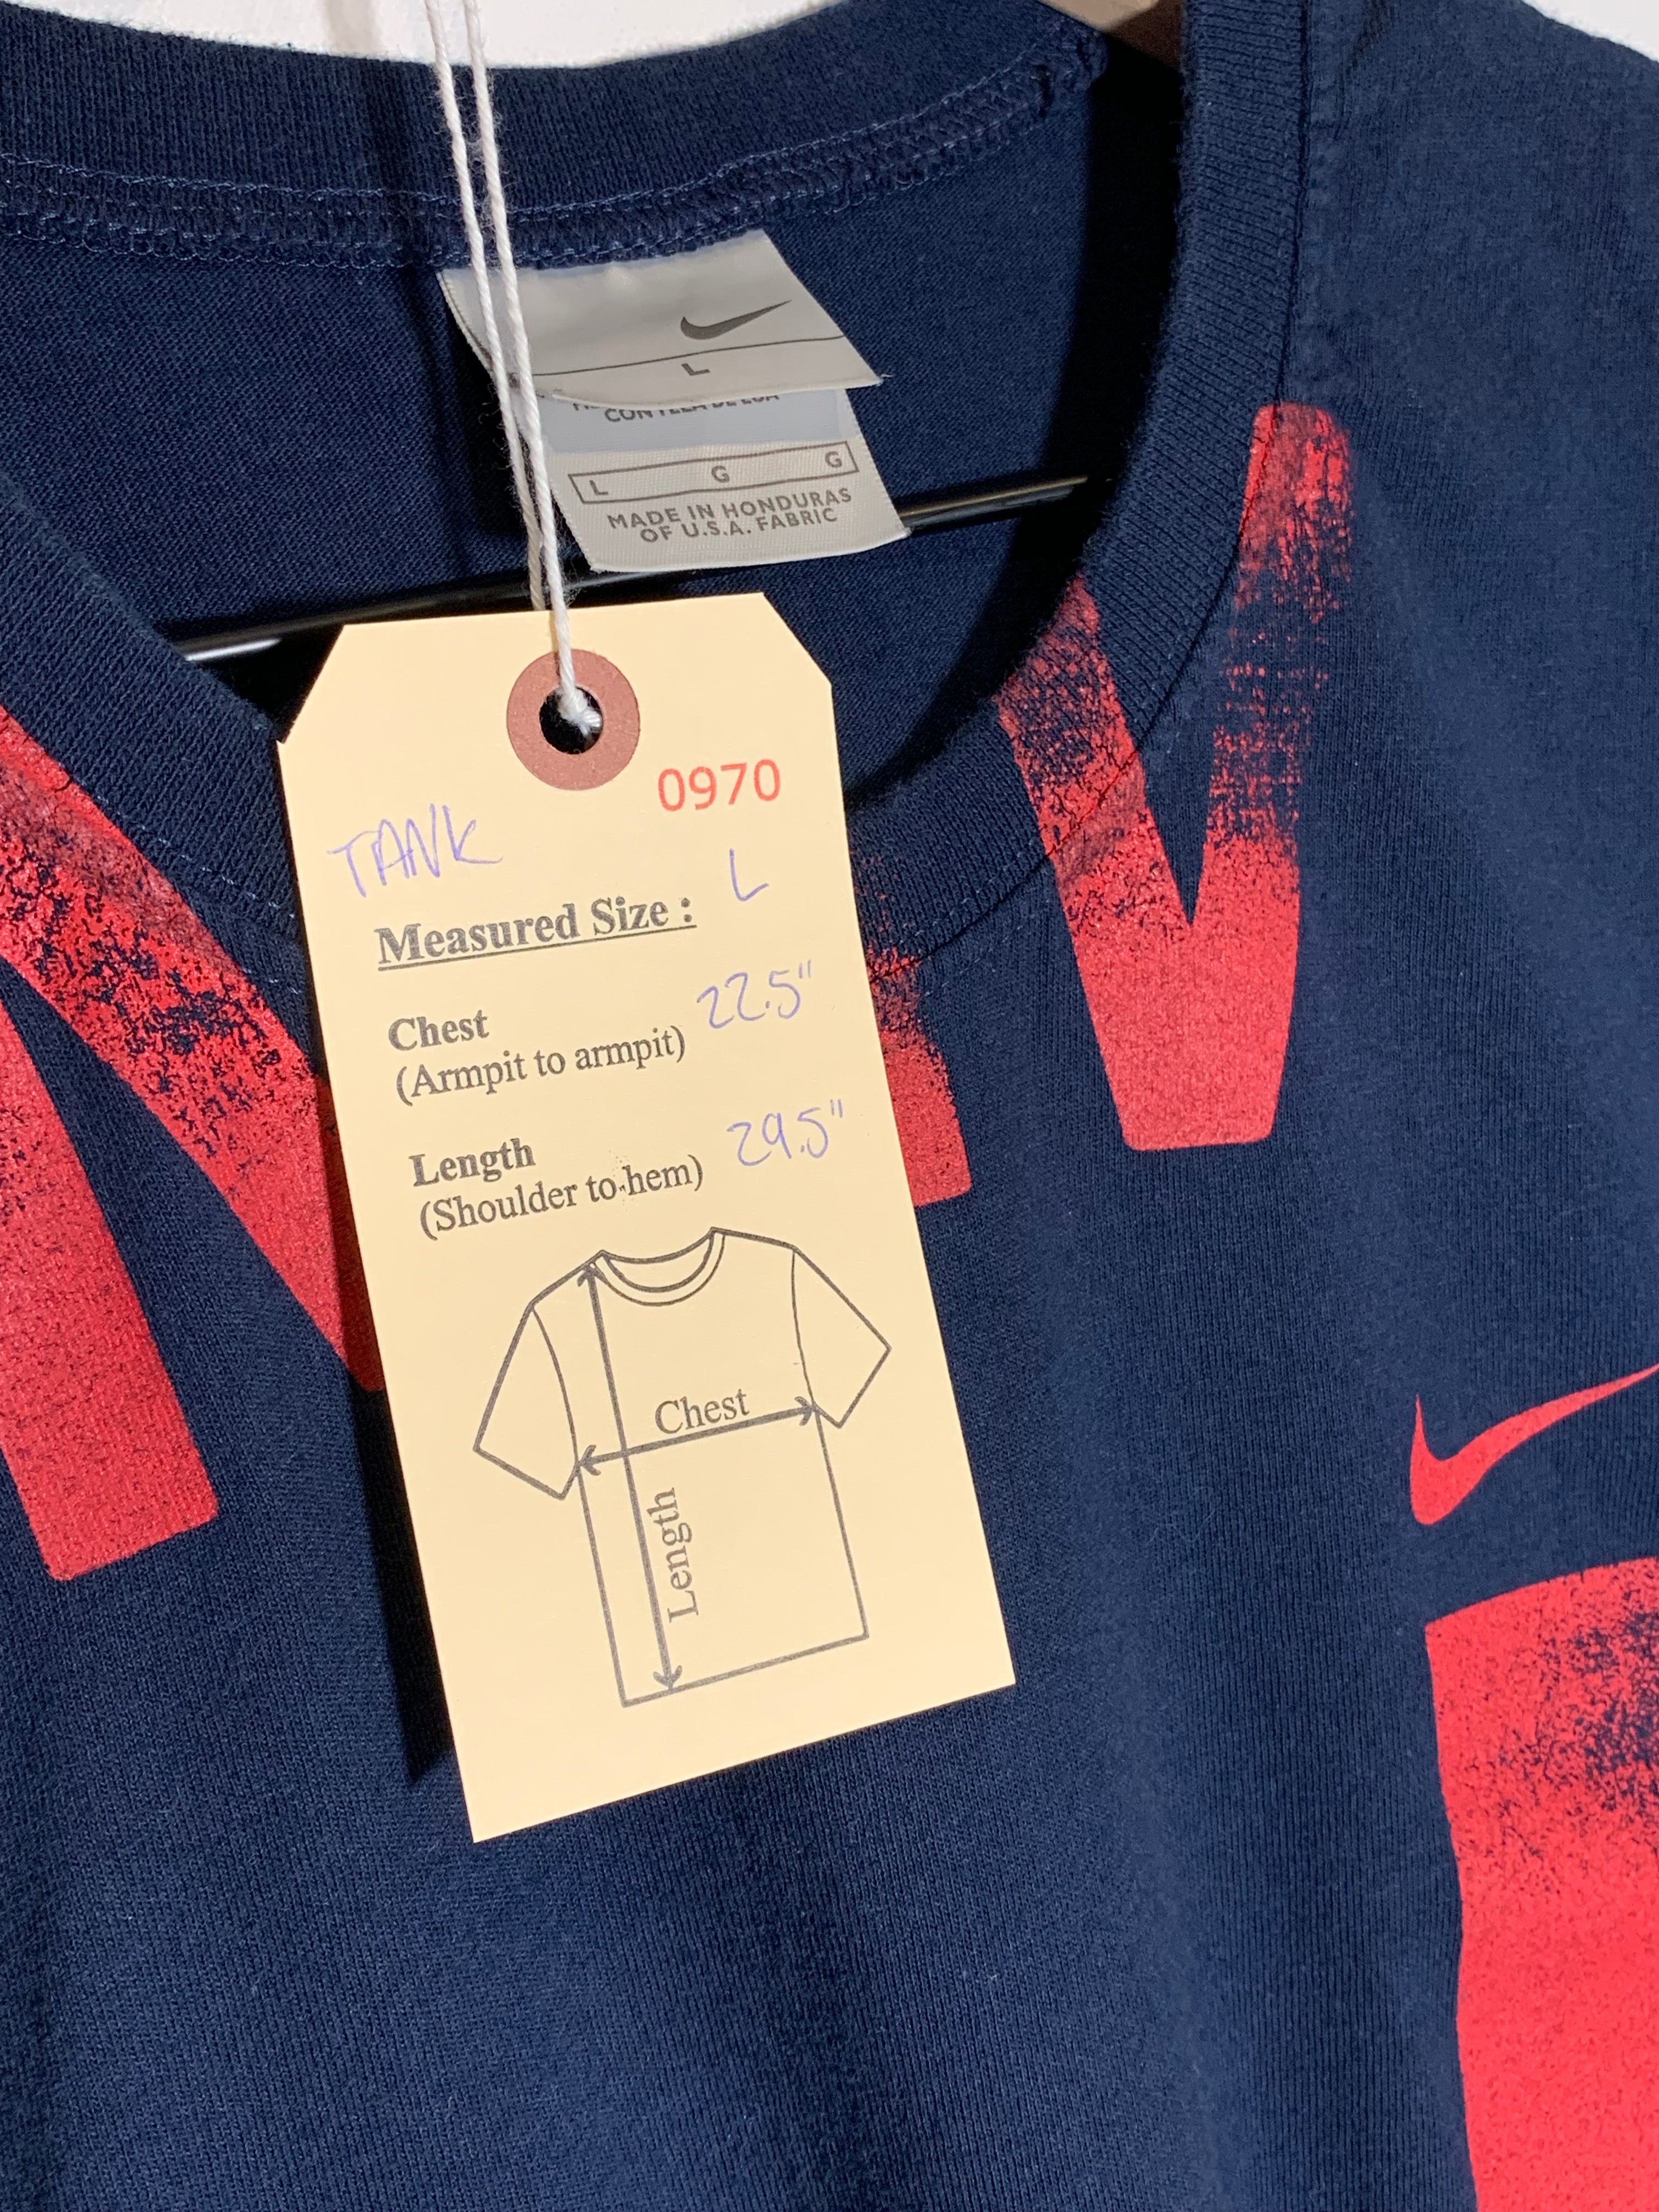 L
CON TELA DE EUA
L G G
MADE IN HONDURAS
OF U.S.A. FABRIC
0970
TANK
Measured Size : L
Chest 22.5"
(Armpit to armpit)
Length 29.5"
(Shoulder to hem)
Chest
Length